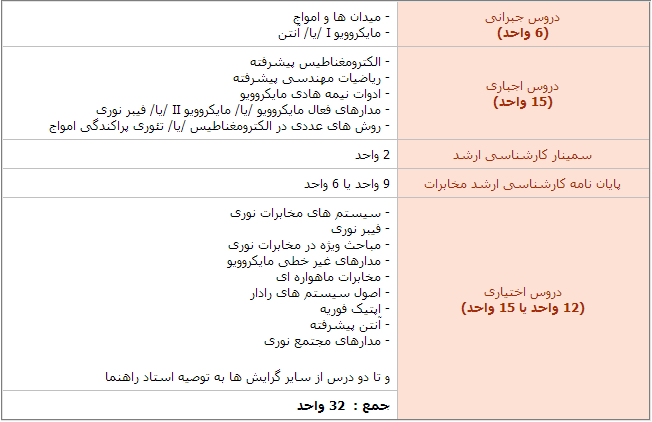 دروس جبرانی
(6 واحد)
- میدان ها و امواج
- مایکروویو I /یا/ آنتن
دروس اجباری
(15 واحد)
- الکترومغناطیس پیشرفته
- ریاضیات مهندسی پیشرفته
- ادوات نیمه هادی مایکروویو
- مدارهای فعال مایکروویو /یا/ مایکروویو II /یا/ فیبر نوری
- روش های عددی در الکترومغناطیس /یا/ تئوری پراکندگی امواج
سمینار کارشناسی ارشد
2 واحد
پایان نامه کارشناسی ارشد مخابرات
9 واحد یا 6 واحد
دروس اختیاری
(12 واحد یا 15 واحد)
- سیستم های مخابرات نوری
- فیبر نوری
- مباحث ویژه در مخابرات نوری
- مدارهای غیر خطی مایکروویو
- مخابرات ماهواره ای
- اصول سیستم های رادار
- اپتیک فوریه
- آنتن پیشرفته
- مدارهای مجتمع نوری
و تا دو درس از سایر گرایش ها به توصیه استاد راهنما
جمع : 32 واحد